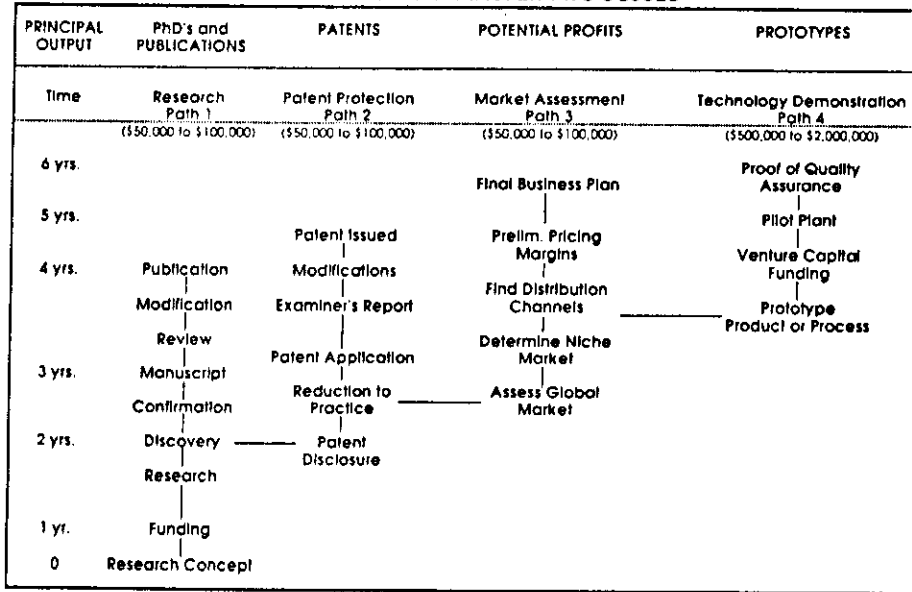 PRINCIPAL OUTPUT
PhD's and PUBLICATIONS
PATENTS
POTENTIAL PROFITS
PROTOTYPES
Time
Research
Path 1
($50,000 to $100,000)
Patent Protection
Path 2
($50,000 to $100,000)
Market Assessment
Path 3
($50,000 to $100,000)
Technology Demonstration
Path 4
($500,000 to $2,000,000)
6 yrs.
5 yrs.
4 yrs.
3 yrs.
2 yrs.
1 yr.
0
Publication
Modification
Review
Manuscript
Confirmation
Discovery
Research
Funding
Research Concept
Patent Issued
Modifications
Examiner's Report
Patent Application
Reduction to
Practice
Patent
Disclosure
Final Business Plan
Prelim. Pricing
Margins
Find Distribution
Channels
Determine Niche
Market
Assess Global
Market
Proof of Quality
Assurance
Pilot Plant
Venture Capital
Funding
Prototype
Product or Process